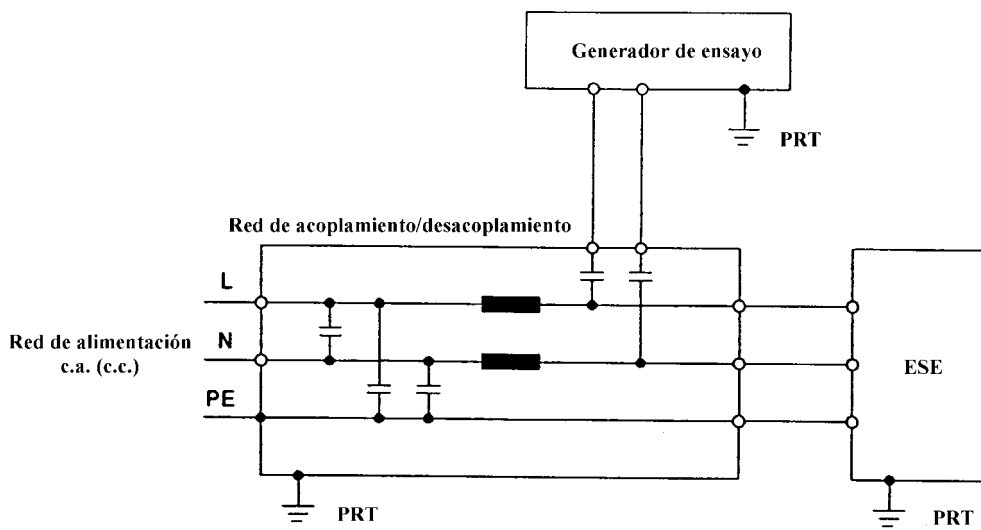 Generador de ensayo
PRT
Red de acoplamiento/desacoplamiento
L
Red de alimentación
c.a. (c.c.)
N
PE
ESE
PRT
PRT